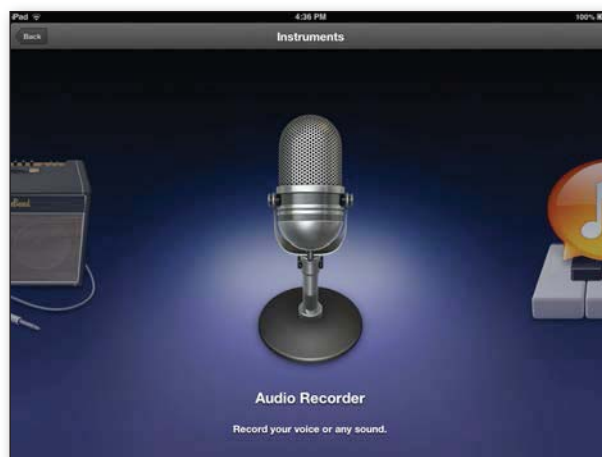 iPad 4:36 PM 100%
Back Instruments
Audio Recorder
Record your voice or any sound.